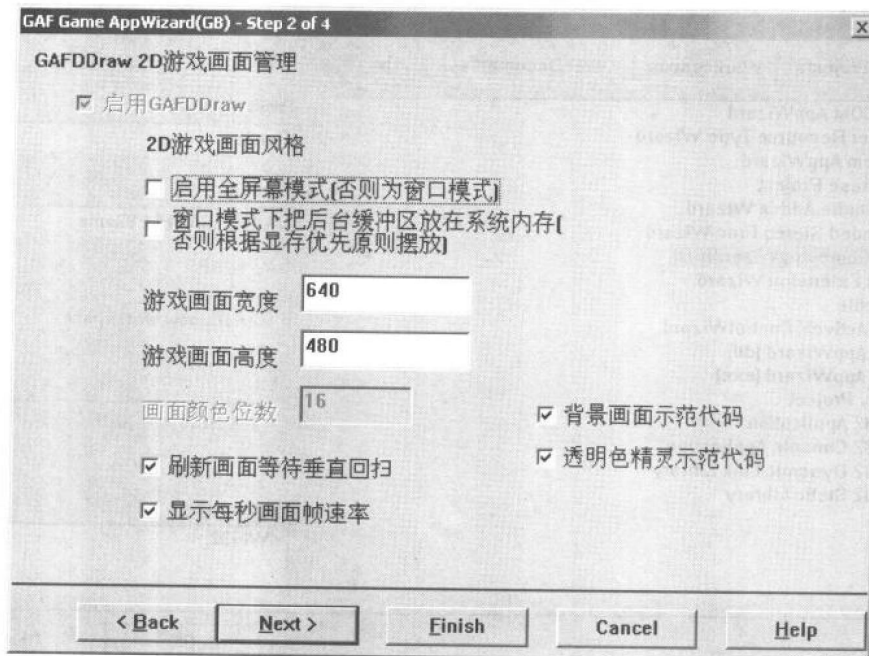 GAF Game AppWizard(GB) - Step 2 of 4
GAFDDraw 2D游戏画面管理
启用GAFDDraw
2D游戏画面风格
启用全屏幕模式(否则为窗口模式)
窗口模式下把后台缓冲区放在系统内存(
否则根据显存优先原则摆放)
游戏画面宽度 640
游戏画面高度 480
画面颜色位数 16
背景画面示范代码
刷新画面等待垂直回扫
透明色精灵示范代码
显示每秒画面帧速率
< Back Next > Finish Cancel Help